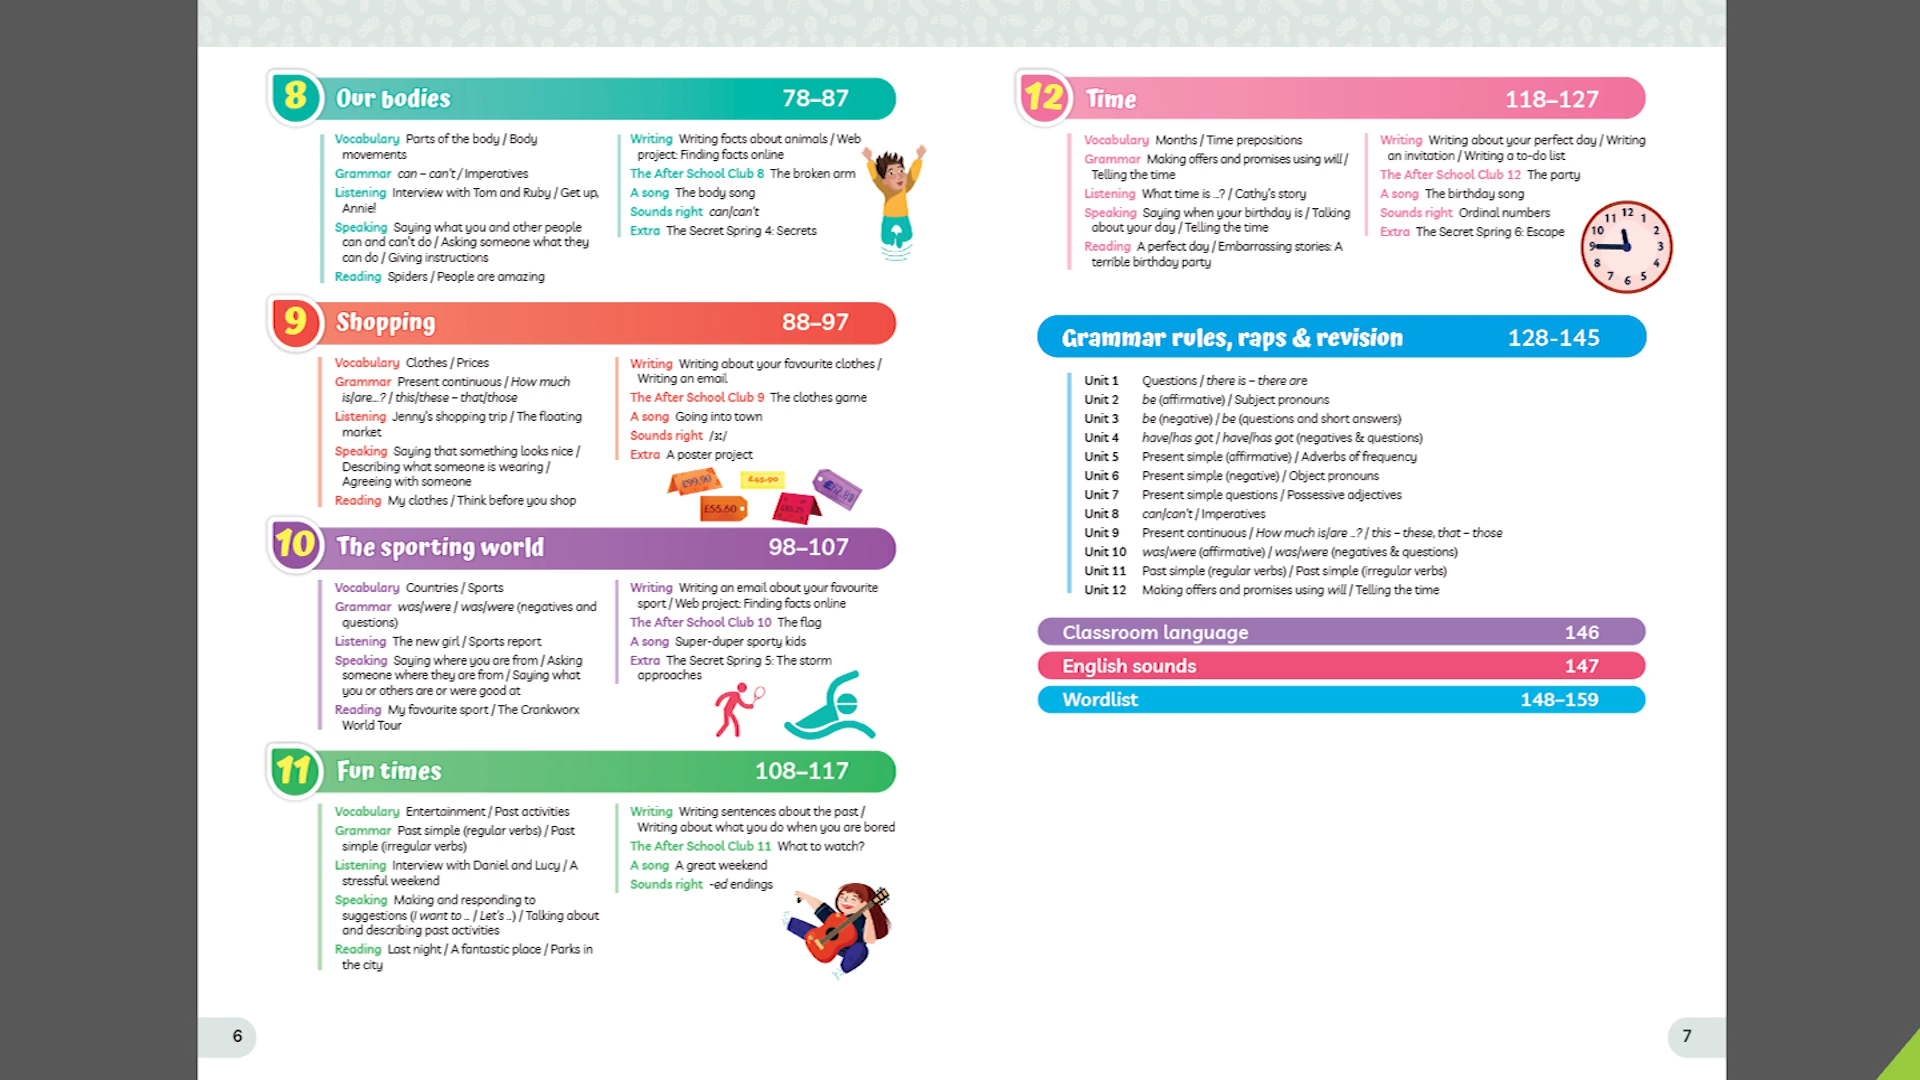 8 Our bodies 78–87
Vocabulary Parts of the body / Body
movements
Grammar can – can't / Imperatives
Listening Interview with Tom and Ruby / Get up,
Annie!
Speaking Saying what you and other people
can and can't do / Asking someone what they
can do / Giving instructions
Reading Spiders / People are amazing
Writing Writing facts about animals / Web
project: Finding facts online
The After School Club 8 The broken arm
A song The body song
Sounds right can/can't
Extra The Secret Spring 4: Secrets
9 Shopping 88–97
Vocabulary Clothes / Prices
Grammar Present continuous / How much
is/are...? / this/these – that/those
Listening Jenny's shopping trip / The floating
market
Speaking Saying that something looks nice /
Describing what someone is wearing /
Agreeing with someone
Reading My clothes / Think before you shop
Writing Writing about your favourite clothes /
Writing an email
The After School Club 9 The clothes game
A song Going into town
Sounds right /ɜː/
Extra A poster project
£99.90
£45.90
£55.60
10 The sporting world 98–107
Vocabulary Countries / Sports
Grammar was/were / was/were (negatives and
questions)
Listening The new girl / Sports report
Speaking Saying where you are from / Asking
someone where they are from / Saying what
you or others are or were good at
Reading My favourite sport / The Crankworx
World Tour
Writing Writing an email about your favourite
sport / Web project: Finding facts online
The After School Club 10 The flag
A song Super-duper sporty kids
Extra The Secret Spring 5: The storm
approaches
11 Fun times 108–117
Vocabulary Entertainment / Past activities
Grammar Past simple (regular verbs) / Past
simple (irregular verbs)
Listening Interview with Daniel and Lucy / A
stressful weekend
Speaking Making and responding to
suggestions (I want to ... / Let's ...) / Talking about
and describing past activities
Reading Last night / A fantastic place / Parks in
the city
Writing Writing sentences about the past /
Writing about what you do when you are bored
The After School Club 11 What to watch?
A song A great weekend
Sounds right -ed endings
6
12 Time 118–127
Vocabulary Months / Time prepositions
Grammar Making offers and promises using will /
Telling the time
Listening What time is ...? / Cathy's story
Speaking Saying when your birthday is / Talking
about your day / Telling the time
Reading A perfect day / Embarrassing stories: A
terrible birthday party
Writing Writing about your perfect day / Writing
an invitation / Writing a to-do list
The After School Club 12 The party
A song The birthday song
Sounds right Ordinal numbers
Extra The Secret Spring 6: Escape
12 1 2 3 4 5 6 7 8 9 10 11
Grammar rules, raps & revision 128-145
Unit 1 Questions / there is – there are
Unit 2 be (affirmative) / Subject pronouns
Unit 3 be (negative) / be (questions and short answers)
Unit 4 have/has got / have/has got (negatives & questions)
Unit 5 Present simple (affirmative) / Adverbs of frequency
Unit 6 Present simple (negative) / Object pronouns
Unit 7 Present simple questions / Possessive adjectives
Unit 8 can/can't / Imperatives
Unit 9 Present continuous / How much is/are ...? / this – these, that – those
Unit 10 was/were (affirmative) / was/were (negatives & questions)
Unit 11 Past simple (regular verbs) / Past simple (irregular verbs)
Unit 12 Making offers and promises using will / Telling the time
Classroom language 146
English sounds 147
Wordlist 148–159
7